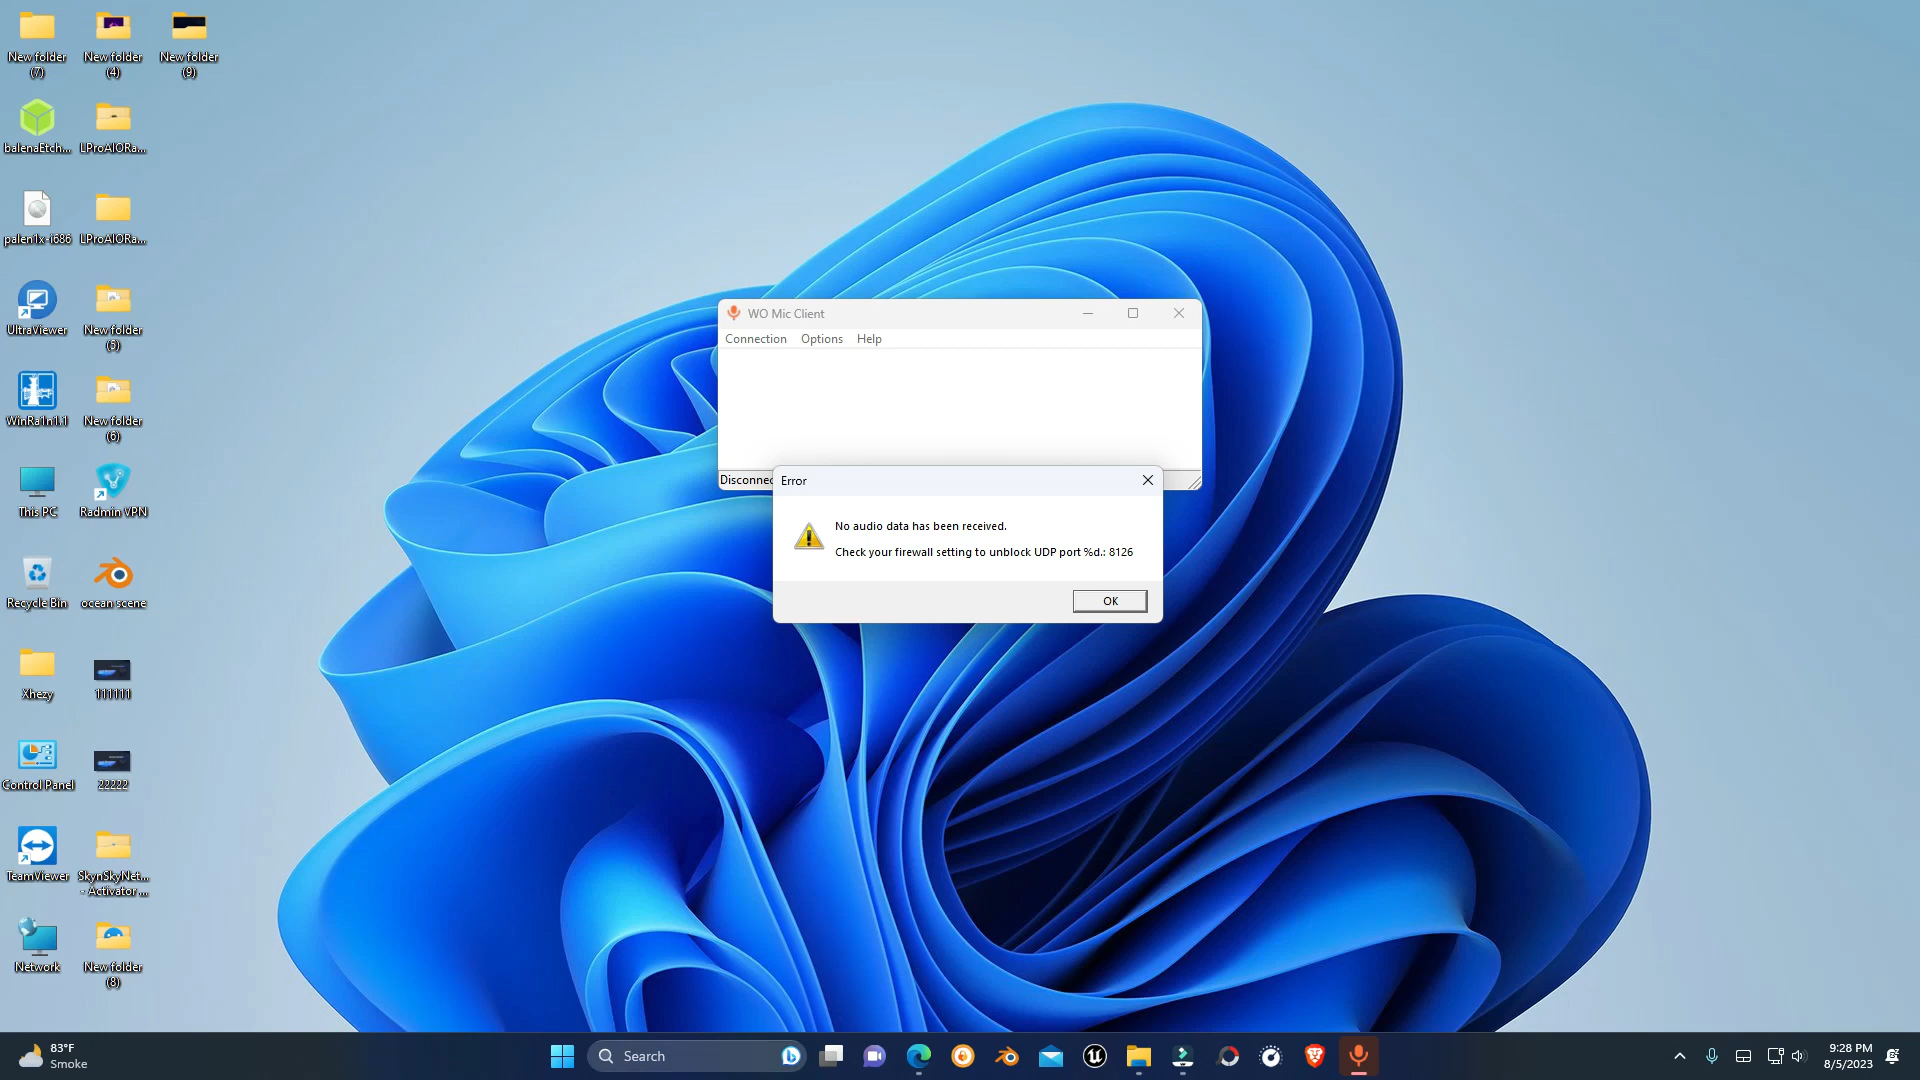 New folder
(7)
New folder
(4)
New folder
(9)
balenaEtch...
LProAIORa...
palen1x-i686
LProAIORa...
UltraViewer
New folder
(5)
WinRa1n1.1
New folder
(6)
This PC
Radmin VPN
Recycle Bin
ocean scene
Xhezy
111111
Control Panel
22222
TeamViewer
SkynSkyNet...
- Activator....
Network
New folder
(8)
WO Mic Client
Connection Options Help
Disconnec
Error
No audio data has been received.
Check your firewall setting to unblock UDP port %d.: 8126
OK
83°F
Smoke
Search
9:28 PM
8/5/2023